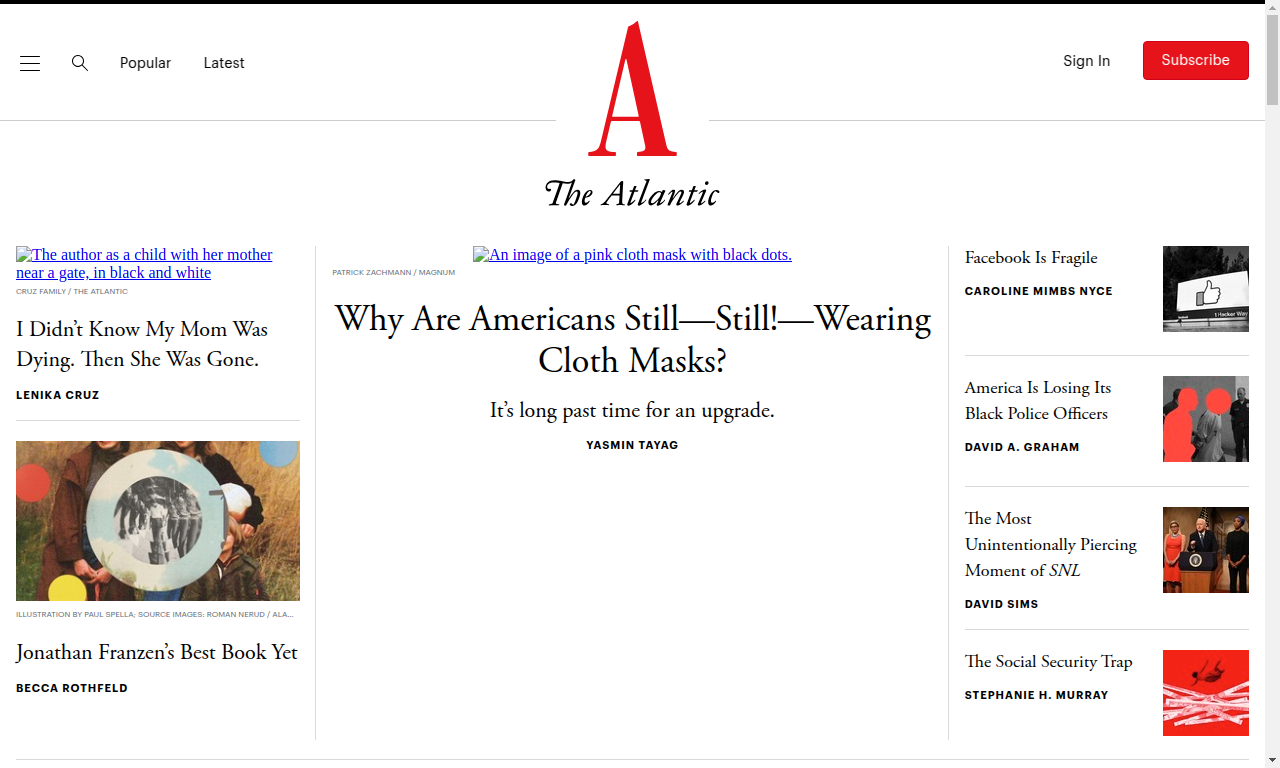 Popular
Latest
A
The Atlantic
Sign In
Subscribe
The author as a child with her mother
near a gate, in black and white
CRUZ FAMILY / THE ATLANTIC
I Didn’t Know My Mom Was
Dying. Then She Was Gone.
LENIKA CRUZ
ILLUSTRATION BY PAUL SPELLA; SOURCE IMAGES: ROMAN NERUD / ALA…
Jonathan Franzen’s Best Book Yet
BECCA ROTHFELD
An image of a pink cloth mask with black dots.
PATRICK ZACHMANN / MAGNUM
Why Are Americans Still—Still!—Wearing
Cloth Masks?
It’s long past time for an upgrade.
YASMIN TAYAG
Facebook Is Fragile
CAROLINE MIMBS NYCE
1 Hacker Way
America Is Losing Its
Black Police Officers
DAVID A. GRAHAM
The Most
Unintentionally Piercing
Moment of SNL
DAVID SIMS
The Social Security Trap
STEPHANIE H. MURRAY